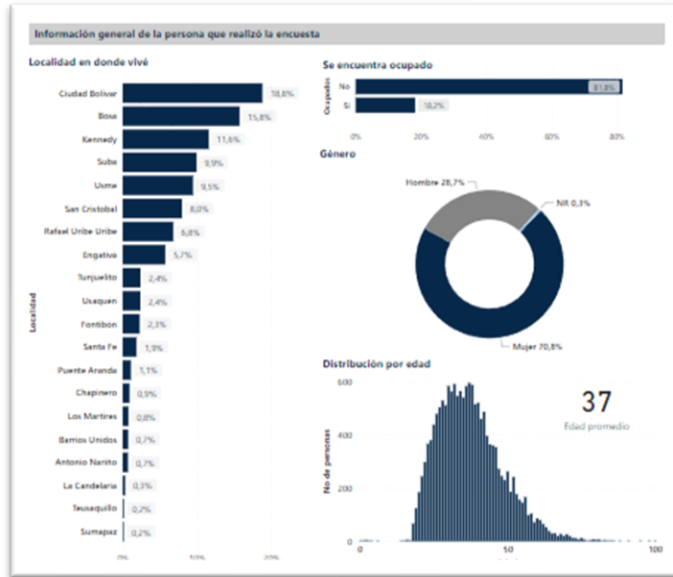 Información general de la persona que realizó la encuesta
Localidad en donde vivé
Ciudad Bolivar 18,8%
Bosa 15,8%
Kennedy 11,6%
Suba 9,9%
Usme 9,5%
San Cristobal 8,0%
Rafael Uribe Uribe 6,8%
Engativa 5,7%
Tunjuelito 2,4%
Usaquen 2,4%
Fontibon 2,3%
Santa Fe 1,9%
Puente Aranda 1,1%
Chapinero 0,9%
Los Martires 0,8%
Barrios Unidos 0,7%
Antonio Nariño 0,7%
La Candelaria 0,3%
Teusaquillo 0,2%
Sumapaz 0,2%
Localidad
0% 10% 20%
Se encuentra ocupado
Ocupados
No 81,8%
Si 18,2%
0% 20% 40% 60% 80%
Género
Hombre 28,7%
NR 0,3%
Mujer 70,8%
Distribución por edad
No de personas
600
400
200
0
0 50 100
37
Edad promedio